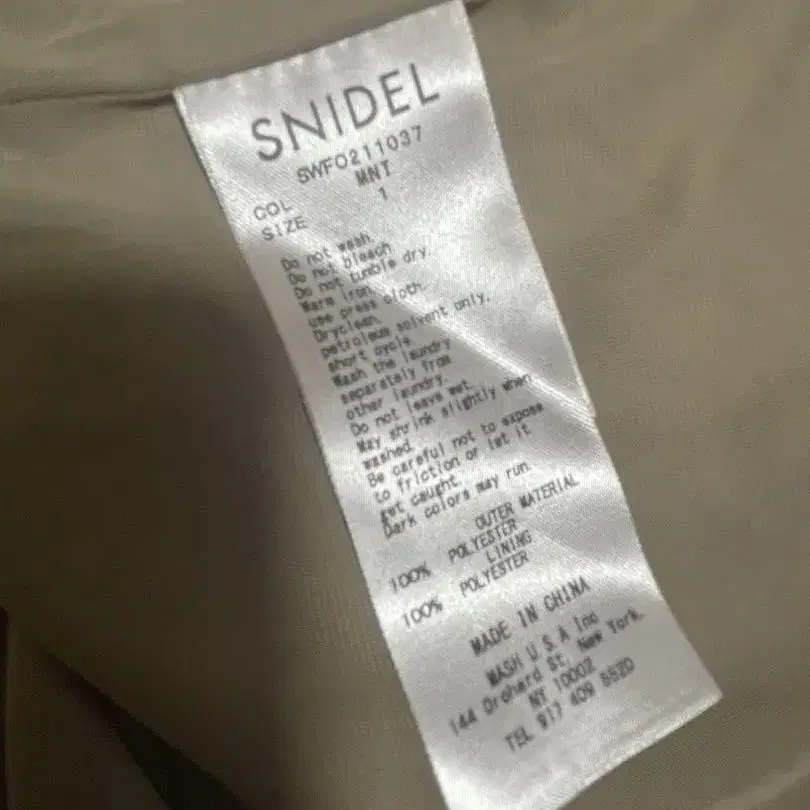 SNIDEL
SWFO211037
COL MNT
SIZE 1
Do not wash.
Do not bleach
Do not tumble dry
Warm iron.
use press cloth.
Dryclean.
petroleum solvent only.
short cycle.
Wash the laundry
separately from
other laundry.
Do not leave wet.
May shrink slightly when
washed.
Be careful not to expose
to friction or let it
get caught.
Dark colors may run.
OUTER MATERIAL
100% POLYESTER
LINING
100% POLYESTER
MADE IN CHINA
MASH U.S.A Inc
144 Orchard St, New York.
NY 10002
TEL 917 409